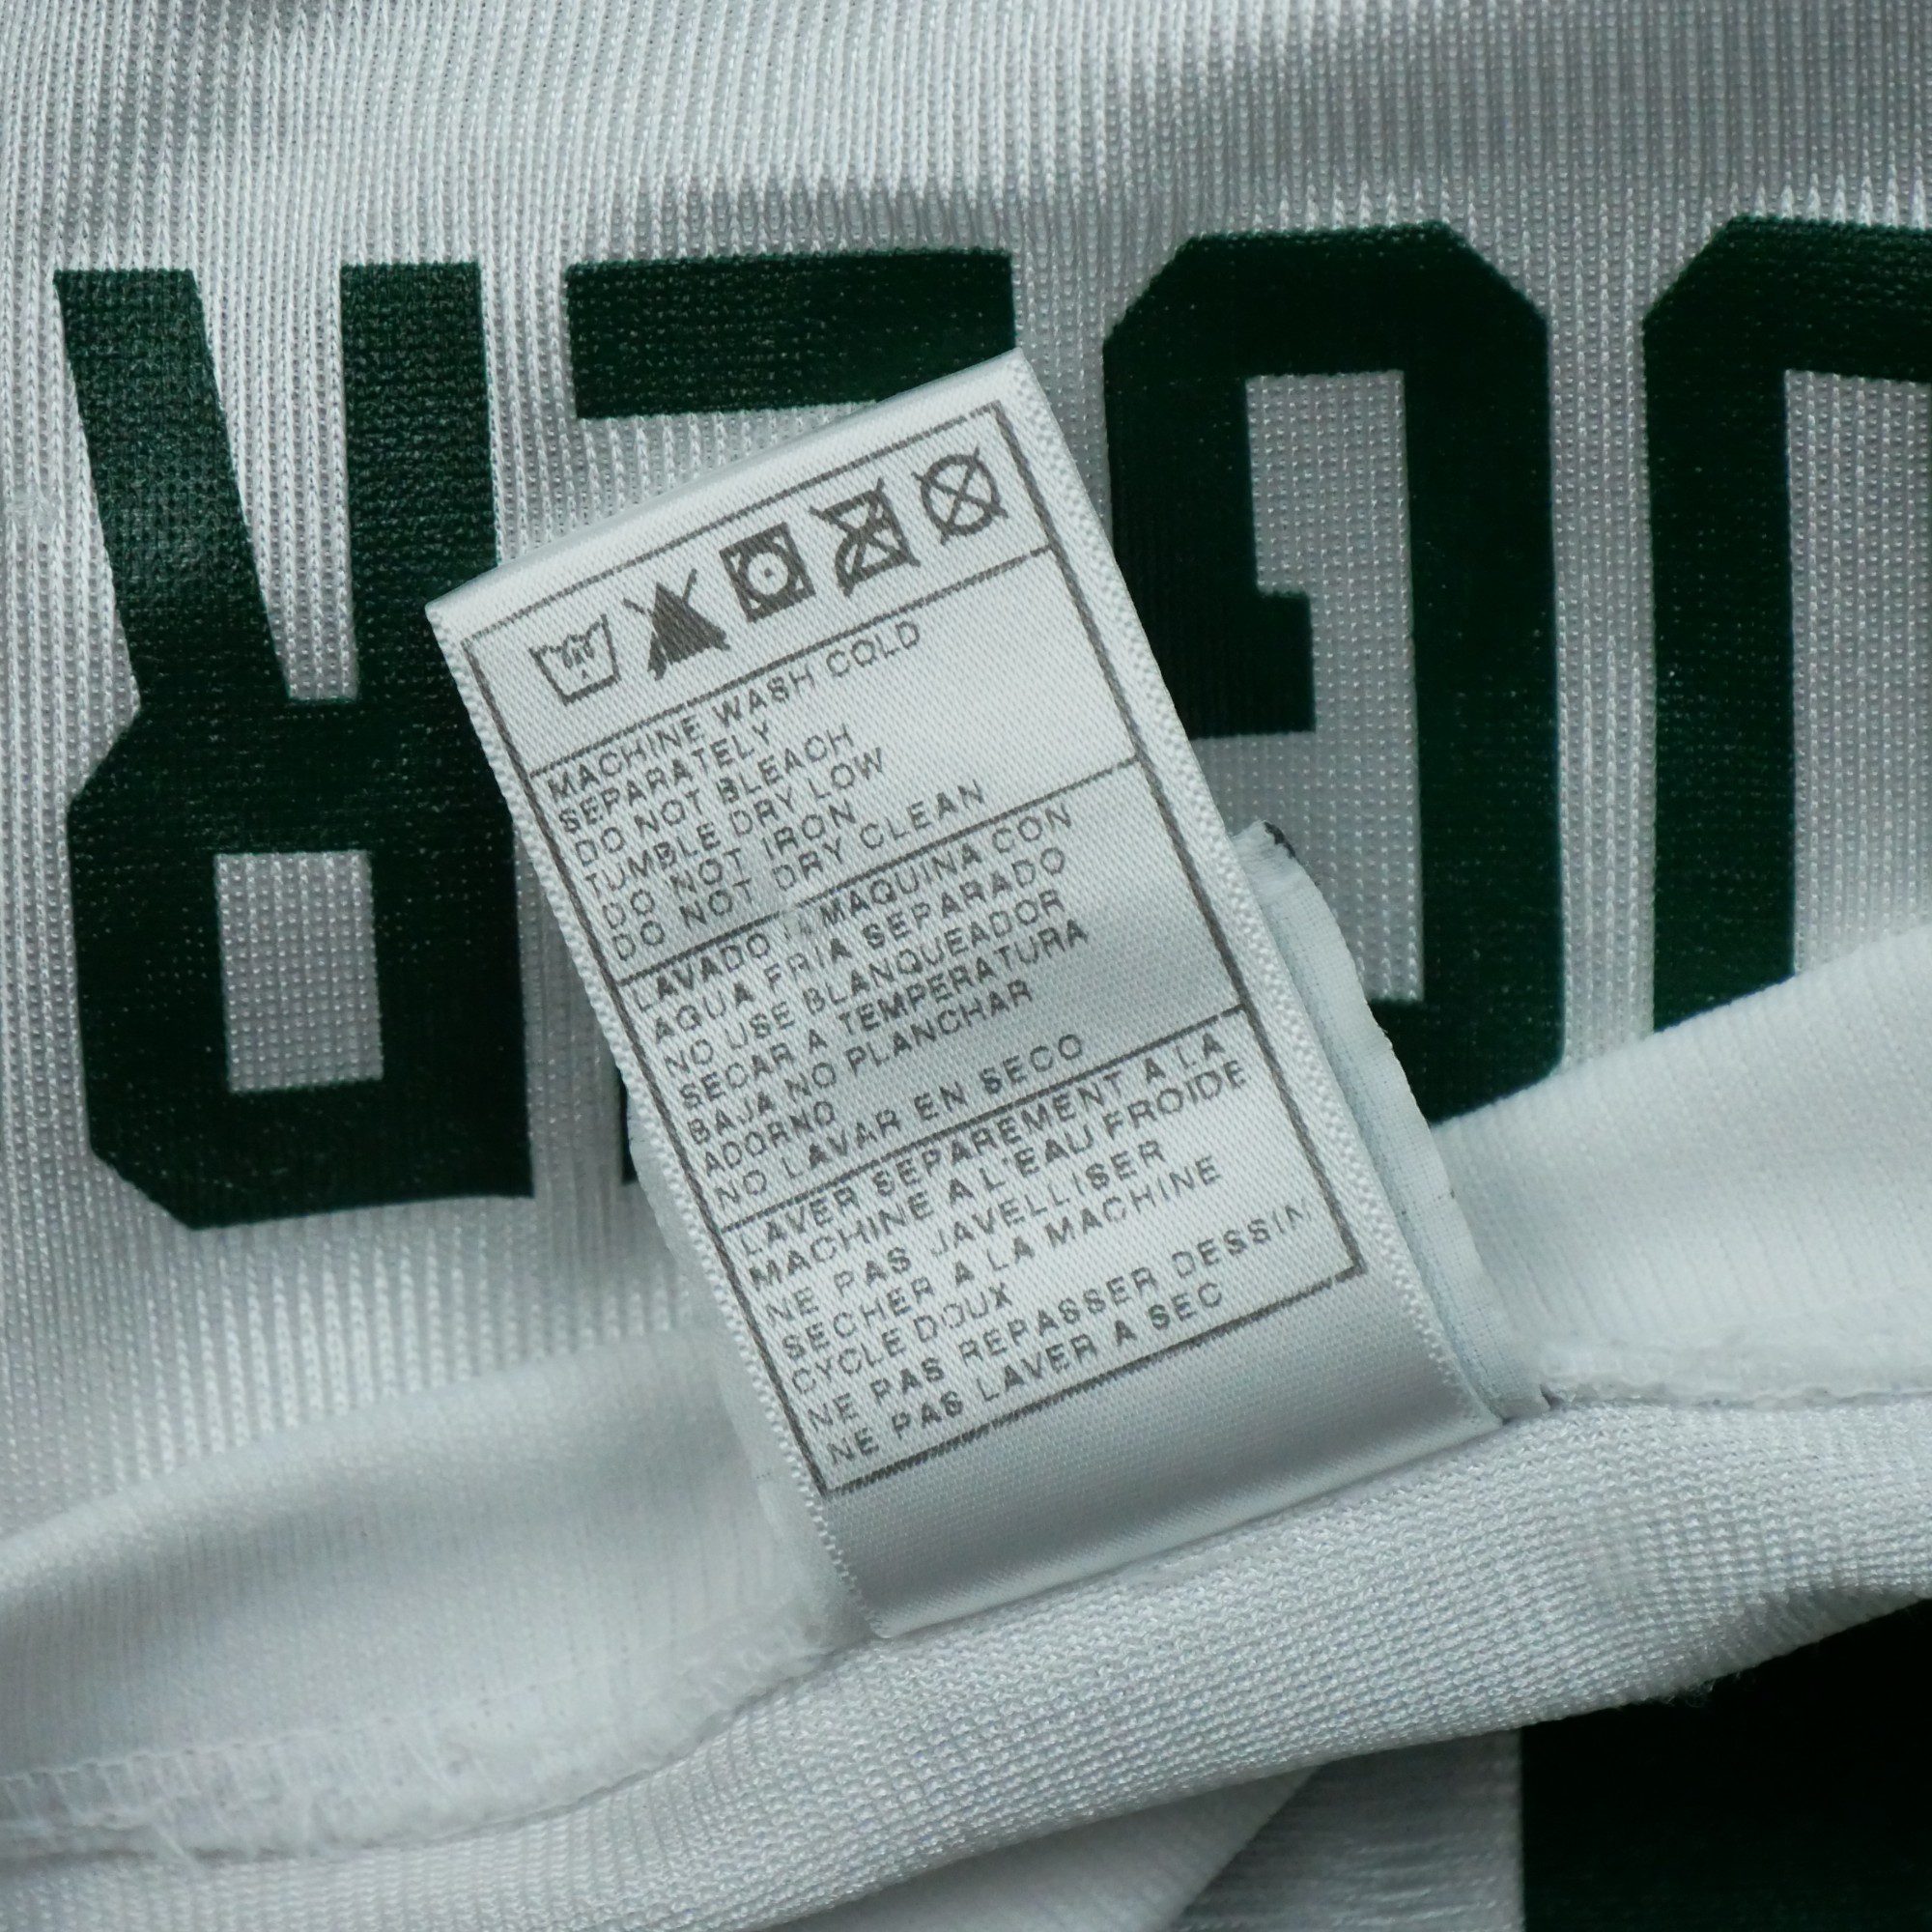 MACHINE WASH COLD
SEPARATELY
DO NOT BLEACH
TUMBLE DRY LOW
DO NOT IRON
DO NOT DRY CLEAN
LAVADO A MAQUINA CON
AGUA FRIA SEPARADO
NO USE BLANQUEADOR
SECAR A TEMPERATURA
BAJA NO PLANCHAR
ADORNO
NO LAVAR EN SECO
LAVER SEPAREMENT A LA
MACHINE A L'EAU FROIDE
NE PAS JAVELLISER
SECHER A LA MACHINE
CYCLE DOUX
NE PAS REPASSER DESSIN
NE PAS LAVER A SEC